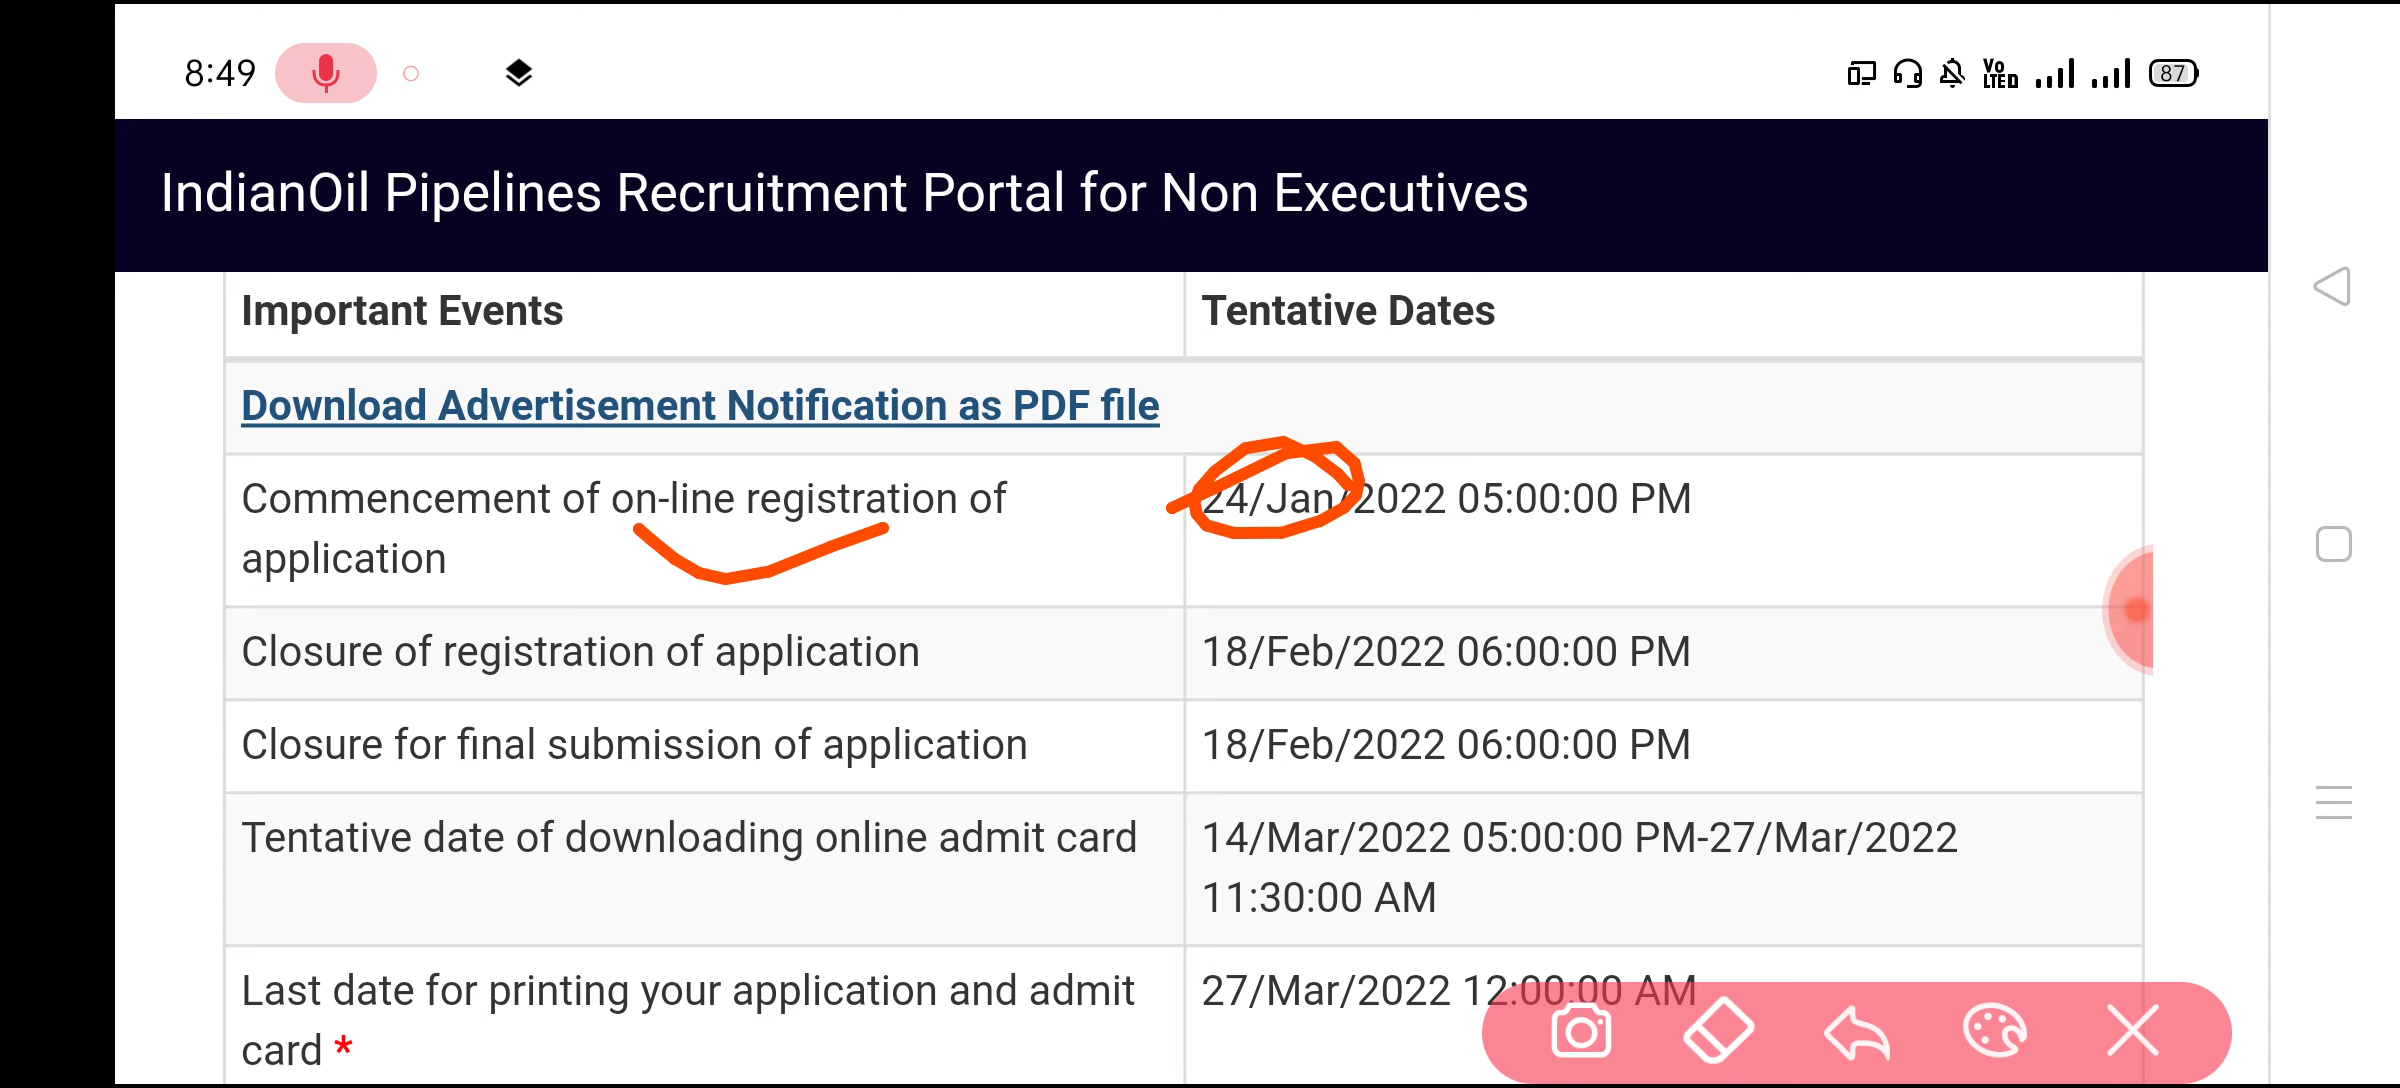 8:49
Vo LTED
87
IndianOil Pipelines Recruitment Portal for Non Executives
Important Events
Tentative Dates
Download Advertisement Notification as PDF file
Commencement of on-line registration of
application
24/Jan/2022 05:00:00 PM
Closure of registration of application
18/Feb/2022 06:00:00 PM
Closure for final submission of application
18/Feb/2022 06:00:00 PM
Tentative date of downloading online admit card
14/Mar/2022 05:00:00 PM-27/Mar/2022
11:30:00 AM
Last date for printing your application and admit
card *
27/Mar/2022 12:00:00 AM